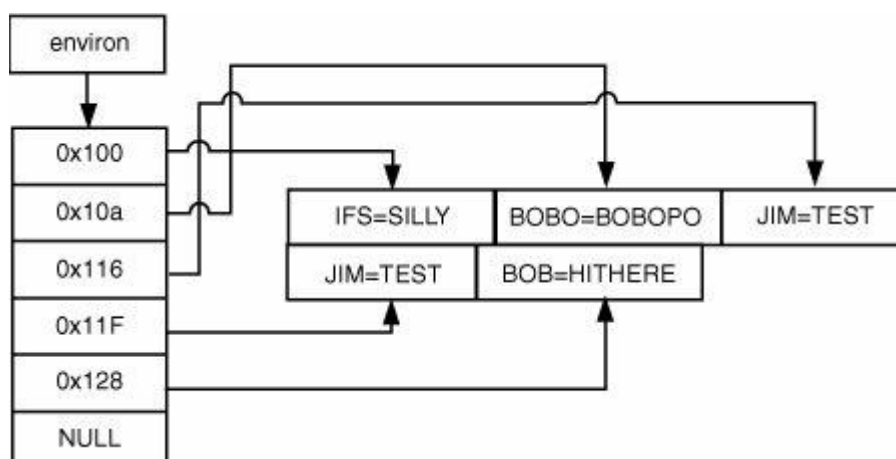 environ
0x100
0x10a
0x116
0x11F
0x128
NULL
IFS=SILLY
BOBO=BOBOPO
JIM=TEST
JIM=TEST
BOB=HITHERE